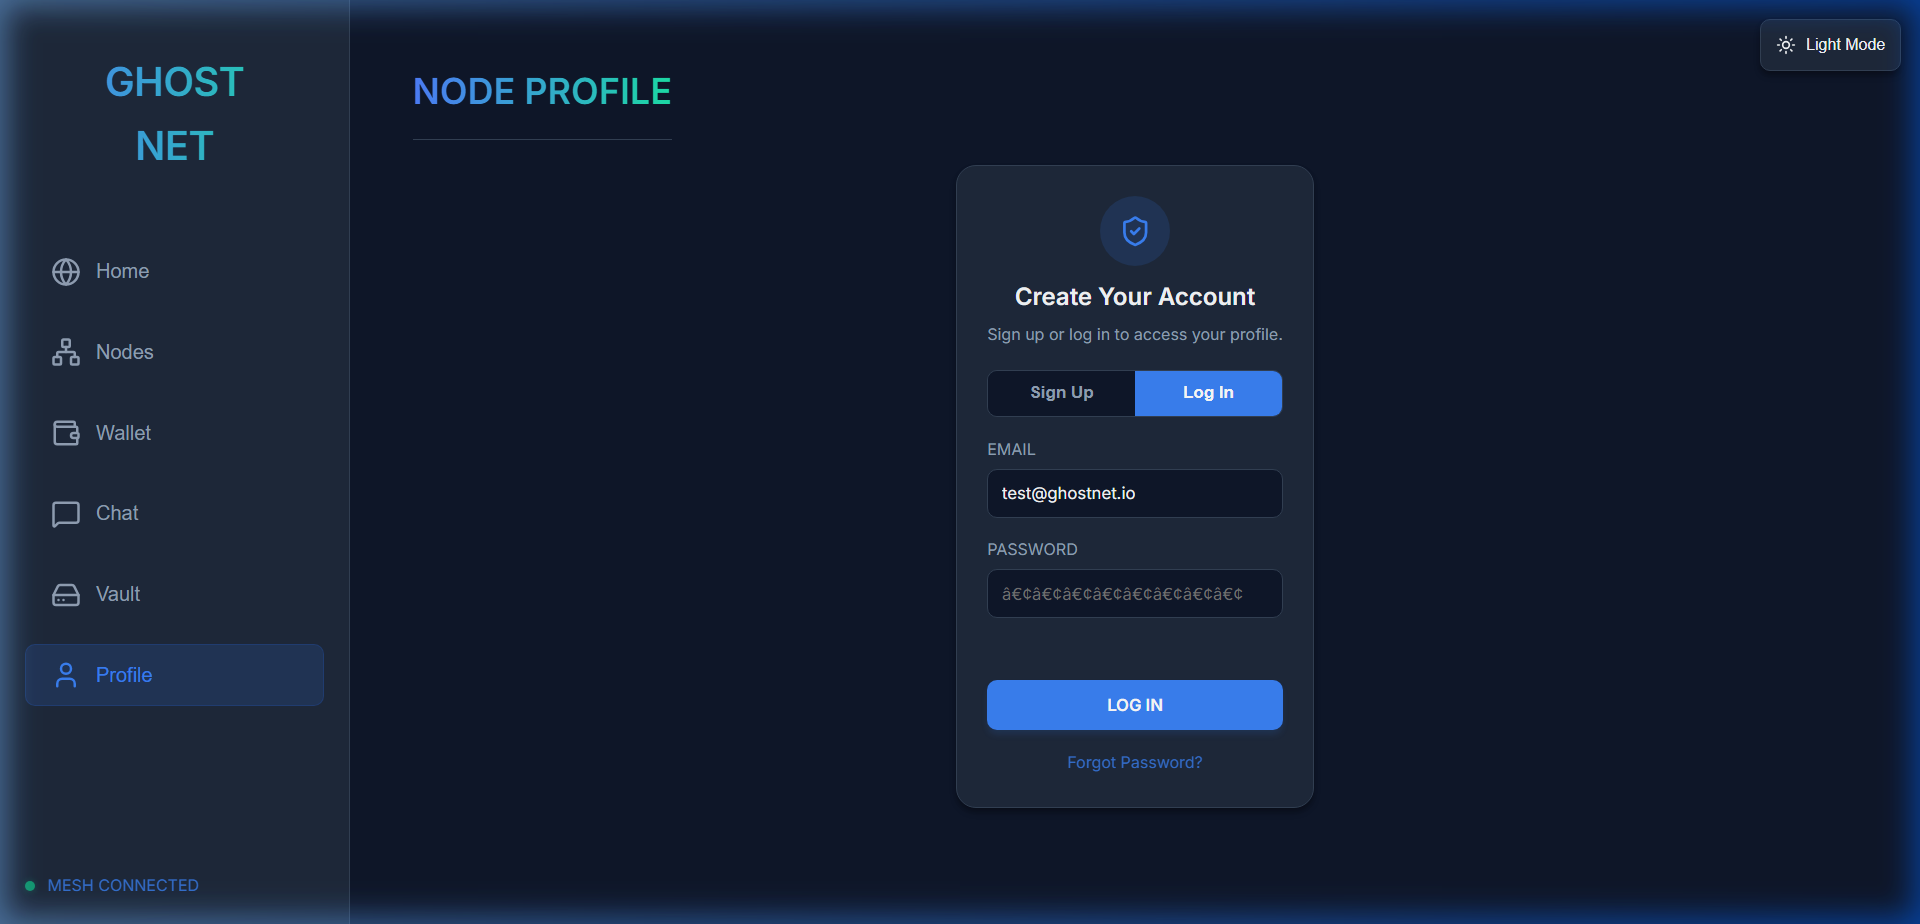 GHOST
NET
Home
Nodes
Wallet
Chat
Vault
Profile
MESH CONNECTED
Light Mode
NODE PROFILE
Create Your Account
Sign up or log in to access your profile.
Sign Up
Log In
EMAIL
test@ghostnet.io
PASSWORD
•••••••â€¢
LOG IN
Forgot Password?